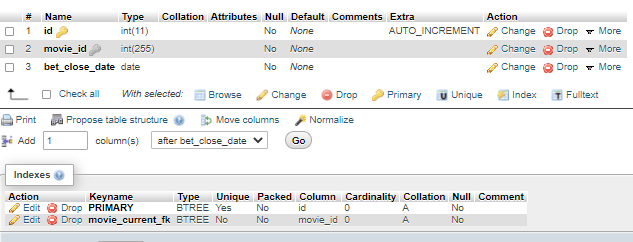 # Name Type Collation Attributes Null Default Comments Extra Action
1 id int(11) No None AUTO_INCREMENT Change Drop More
2 movie_id int(255) No None Change Drop More
3 bet_close_date date No None Change Drop More
Check all With selected: Browse Change Drop Primary Unique Index Fulltext
Print Propose table structure Move columns Normalize
Add 1 column(s) after bet_close_date Go
Indexes
Action Keyname Type Unique Packed Column Cardinality Collation Null Comment
Edit Drop PRIMARY BTREE Yes No id 0 A No
Edit Drop movie_current_fk BTREE No No movie_id 0 A No